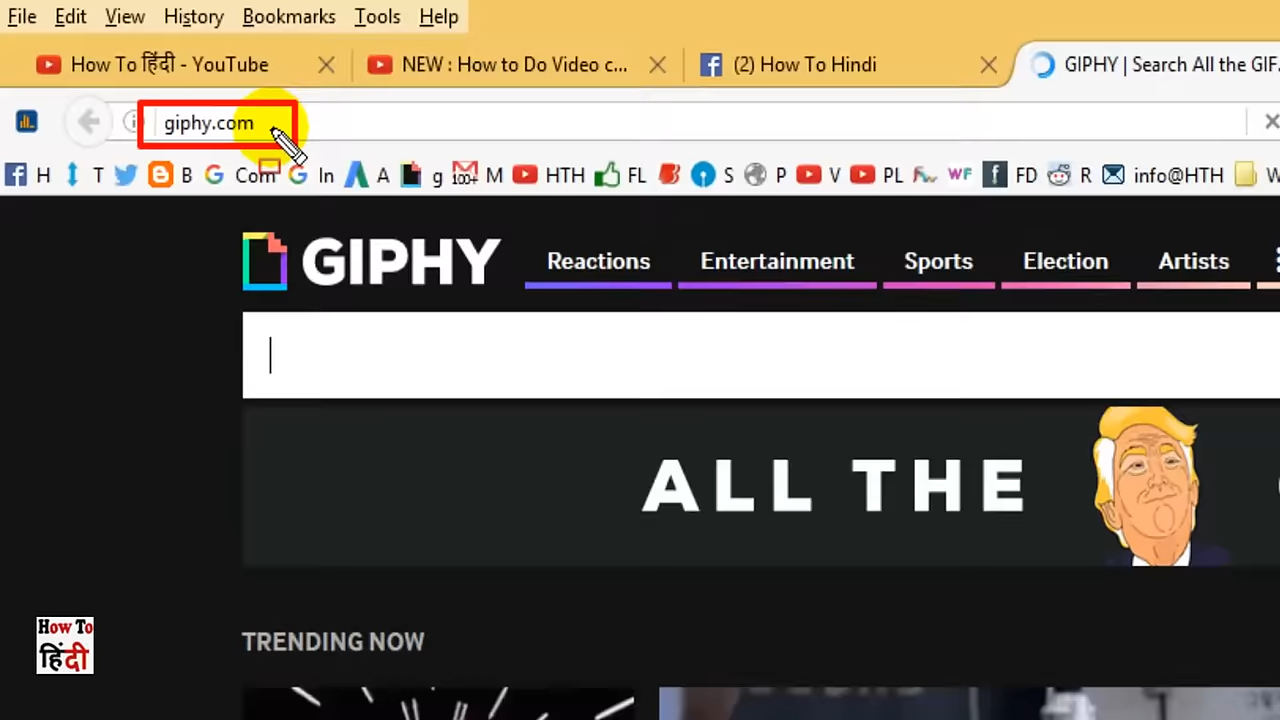 File Edit View History Bookmarks Tools Help
How To हिंदी - YouTube NEW : How to Do Video c... (2) How To Hindi GIPHY | Search All the GIF
giphy.com
H T B Com In A g 100+ M HTH FL S P V PL WF FD R info@HTH W
GIPHY Reactions Entertainment Sports Election Artists
ALL THE
TRENDING NOW
How To
हिंदी